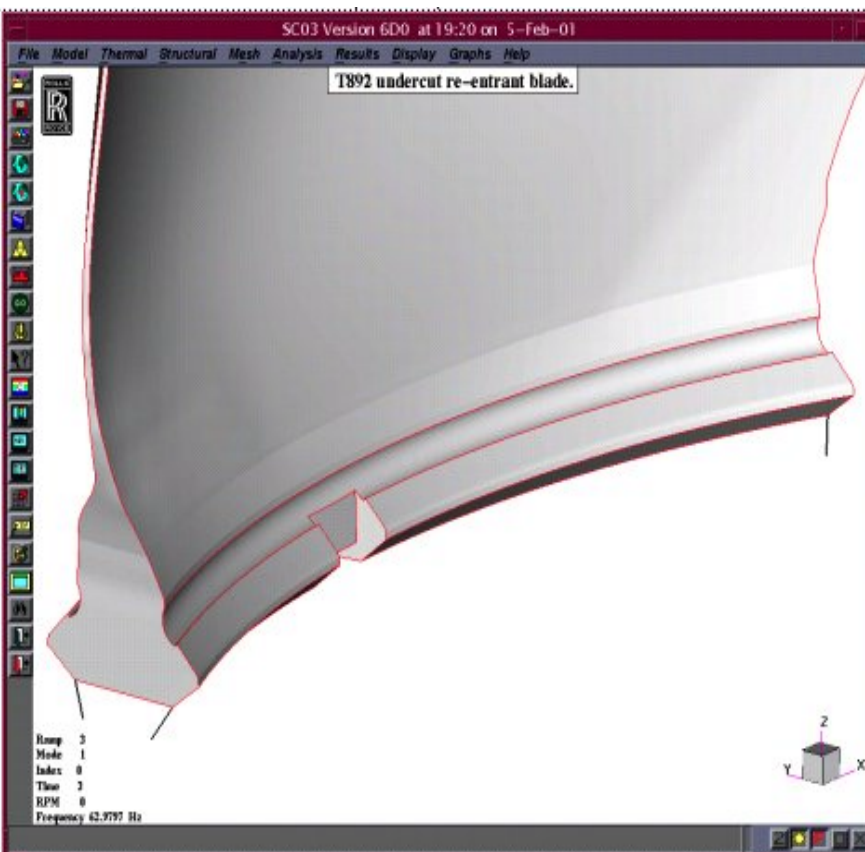 SC03 Version 6D0 at 19:20 on 5-Feb-01
File Model Thermal Structural Mesh Analysis Results Display Graphs Help
T892 undercut re-entrant blade.
Ramp 3
Mode 1
Index 0
Time 3
RPM 0
Frequency 62.9797 Hz
Z
Y X